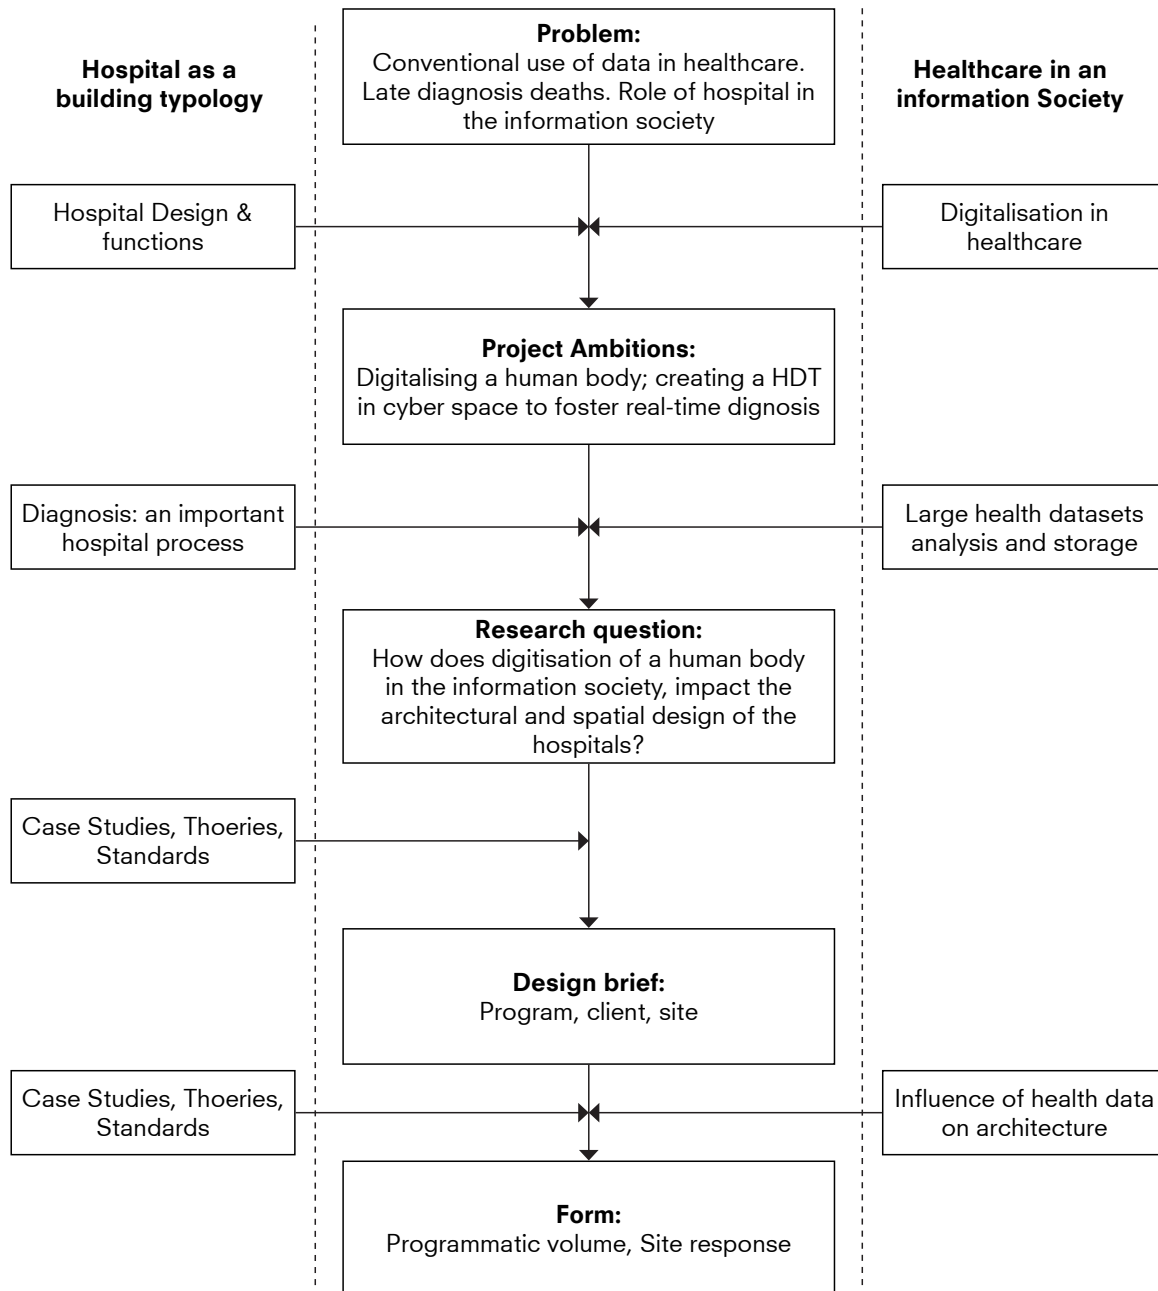 Hospital as a
building typology
Problem:
Conventional use of data in healthcare.
Late diagnosis deaths. Role of hospital in
the information society
Healthcare in an
information Society
Hospital Design &
functions
Digitalisation in
healthcare
Project Ambitions:
Digitalising a human body; creating a HDT
in cyber space to foster real-time dignosis
Diagnosis: an important
hospital process
Large health datasets
analysis and storage
Research question:
How does digitisation of a human body
in the information society, impact the
architectural and spatial design of the
hospitals?
Case Studies, Thoeries,
Standards
Design brief:
Program, client, site
Case Studies, Thoeries,
Standards
Influence of health data
on architecture
Form:
Programmatic volume, Site response